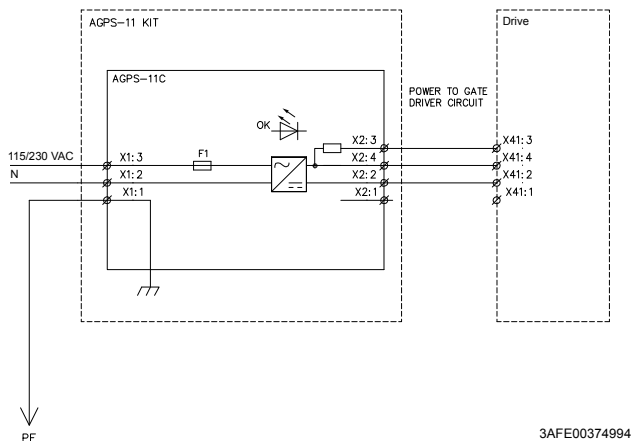 AGPS-11 KIT
Drive
AGPS-11C
POWER TO GATE
DRIVER CIRCUIT
OK
X2:3
X41:3
115/230 VAC
X1:3
F1
X2:4
X41:4
N
X1:2
X2:2
X41:2
X1:1
X2:1
X41:1
PE
3AFE00374994